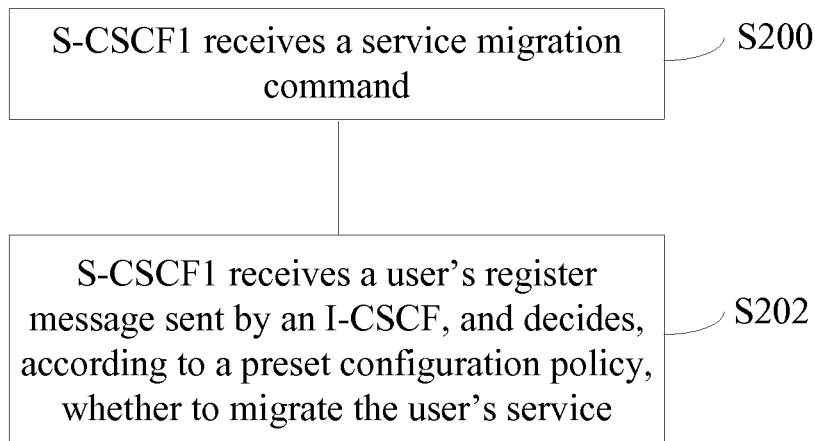 S-CSCF1 receives a service migration
command
S200
S-CSCF1 receives a user's register
message sent by an I-CSCF, and decides,
according to a preset configuration policy,
whether to migrate the user's service
S202